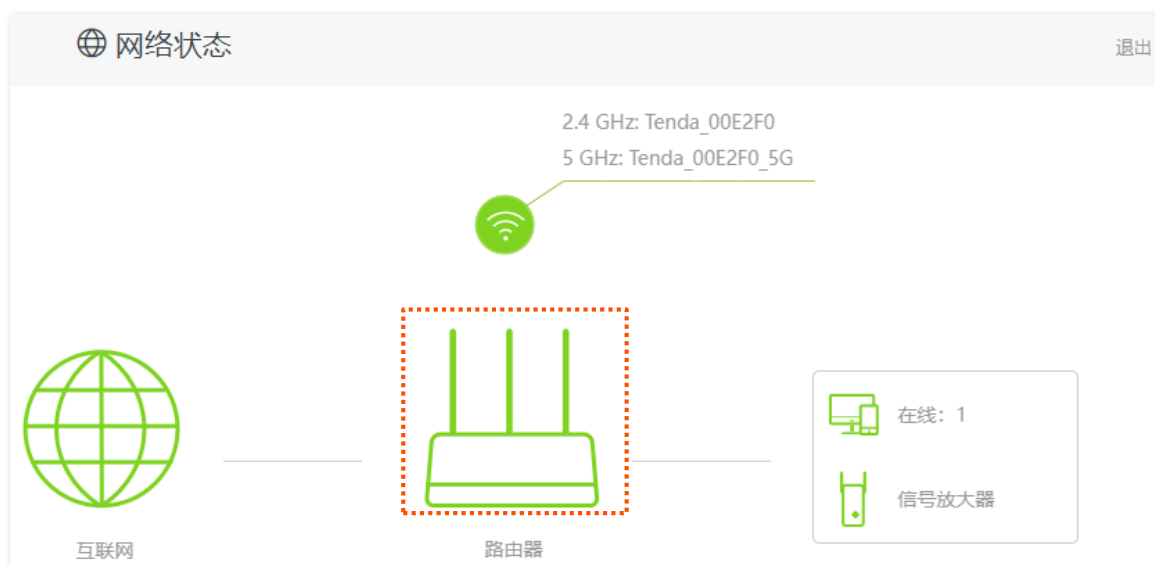 网络状态
退出
2.4 GHz: Tenda_00E2F0
5 GHz: Tenda_00E2F0_5G
在线：1
信号放大器
互联网
路由器